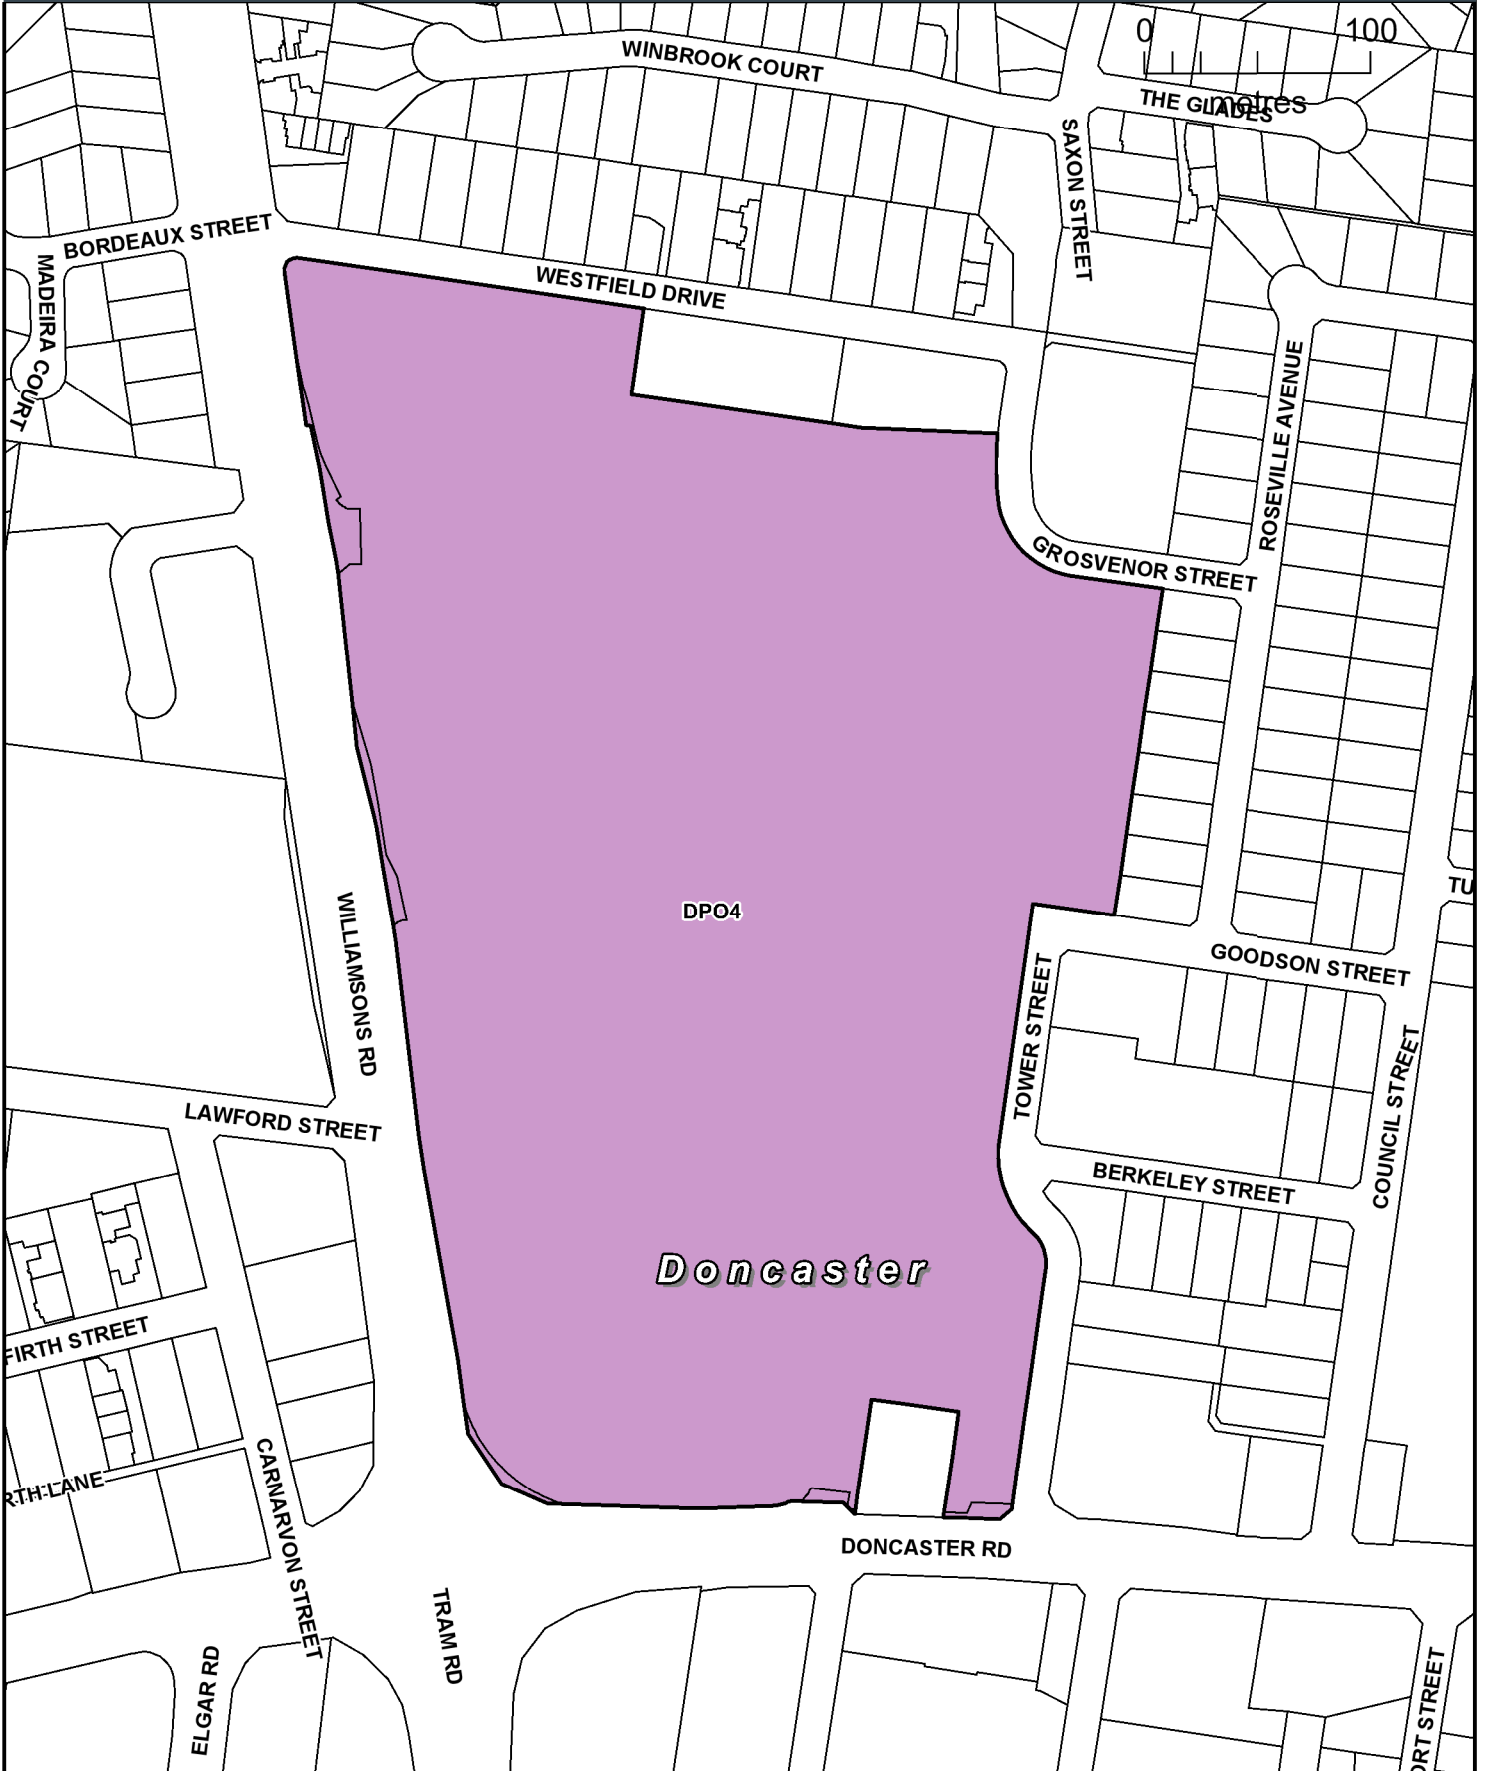 0 100
WINBROOK COURT
THE GLADES
metres
SAXON STREET
BORDEAUX STREET
MADEIRA COURT
WESTFIELD DRIVE
ROSEVILLE AVENUE
GROSVENOR STREET
TU
WILLIAMSONS RD
DPO4
GOODSON STREET
TOWER STREET
COUNCIL STREET
LAWFORD STREET
BERKELEY STREET
Doncaster
FIRTH STREET
RTH LANE
CARNARVON STREET
DONCASTER RD
TRAM RD
ELGAR RD
ORT STREET